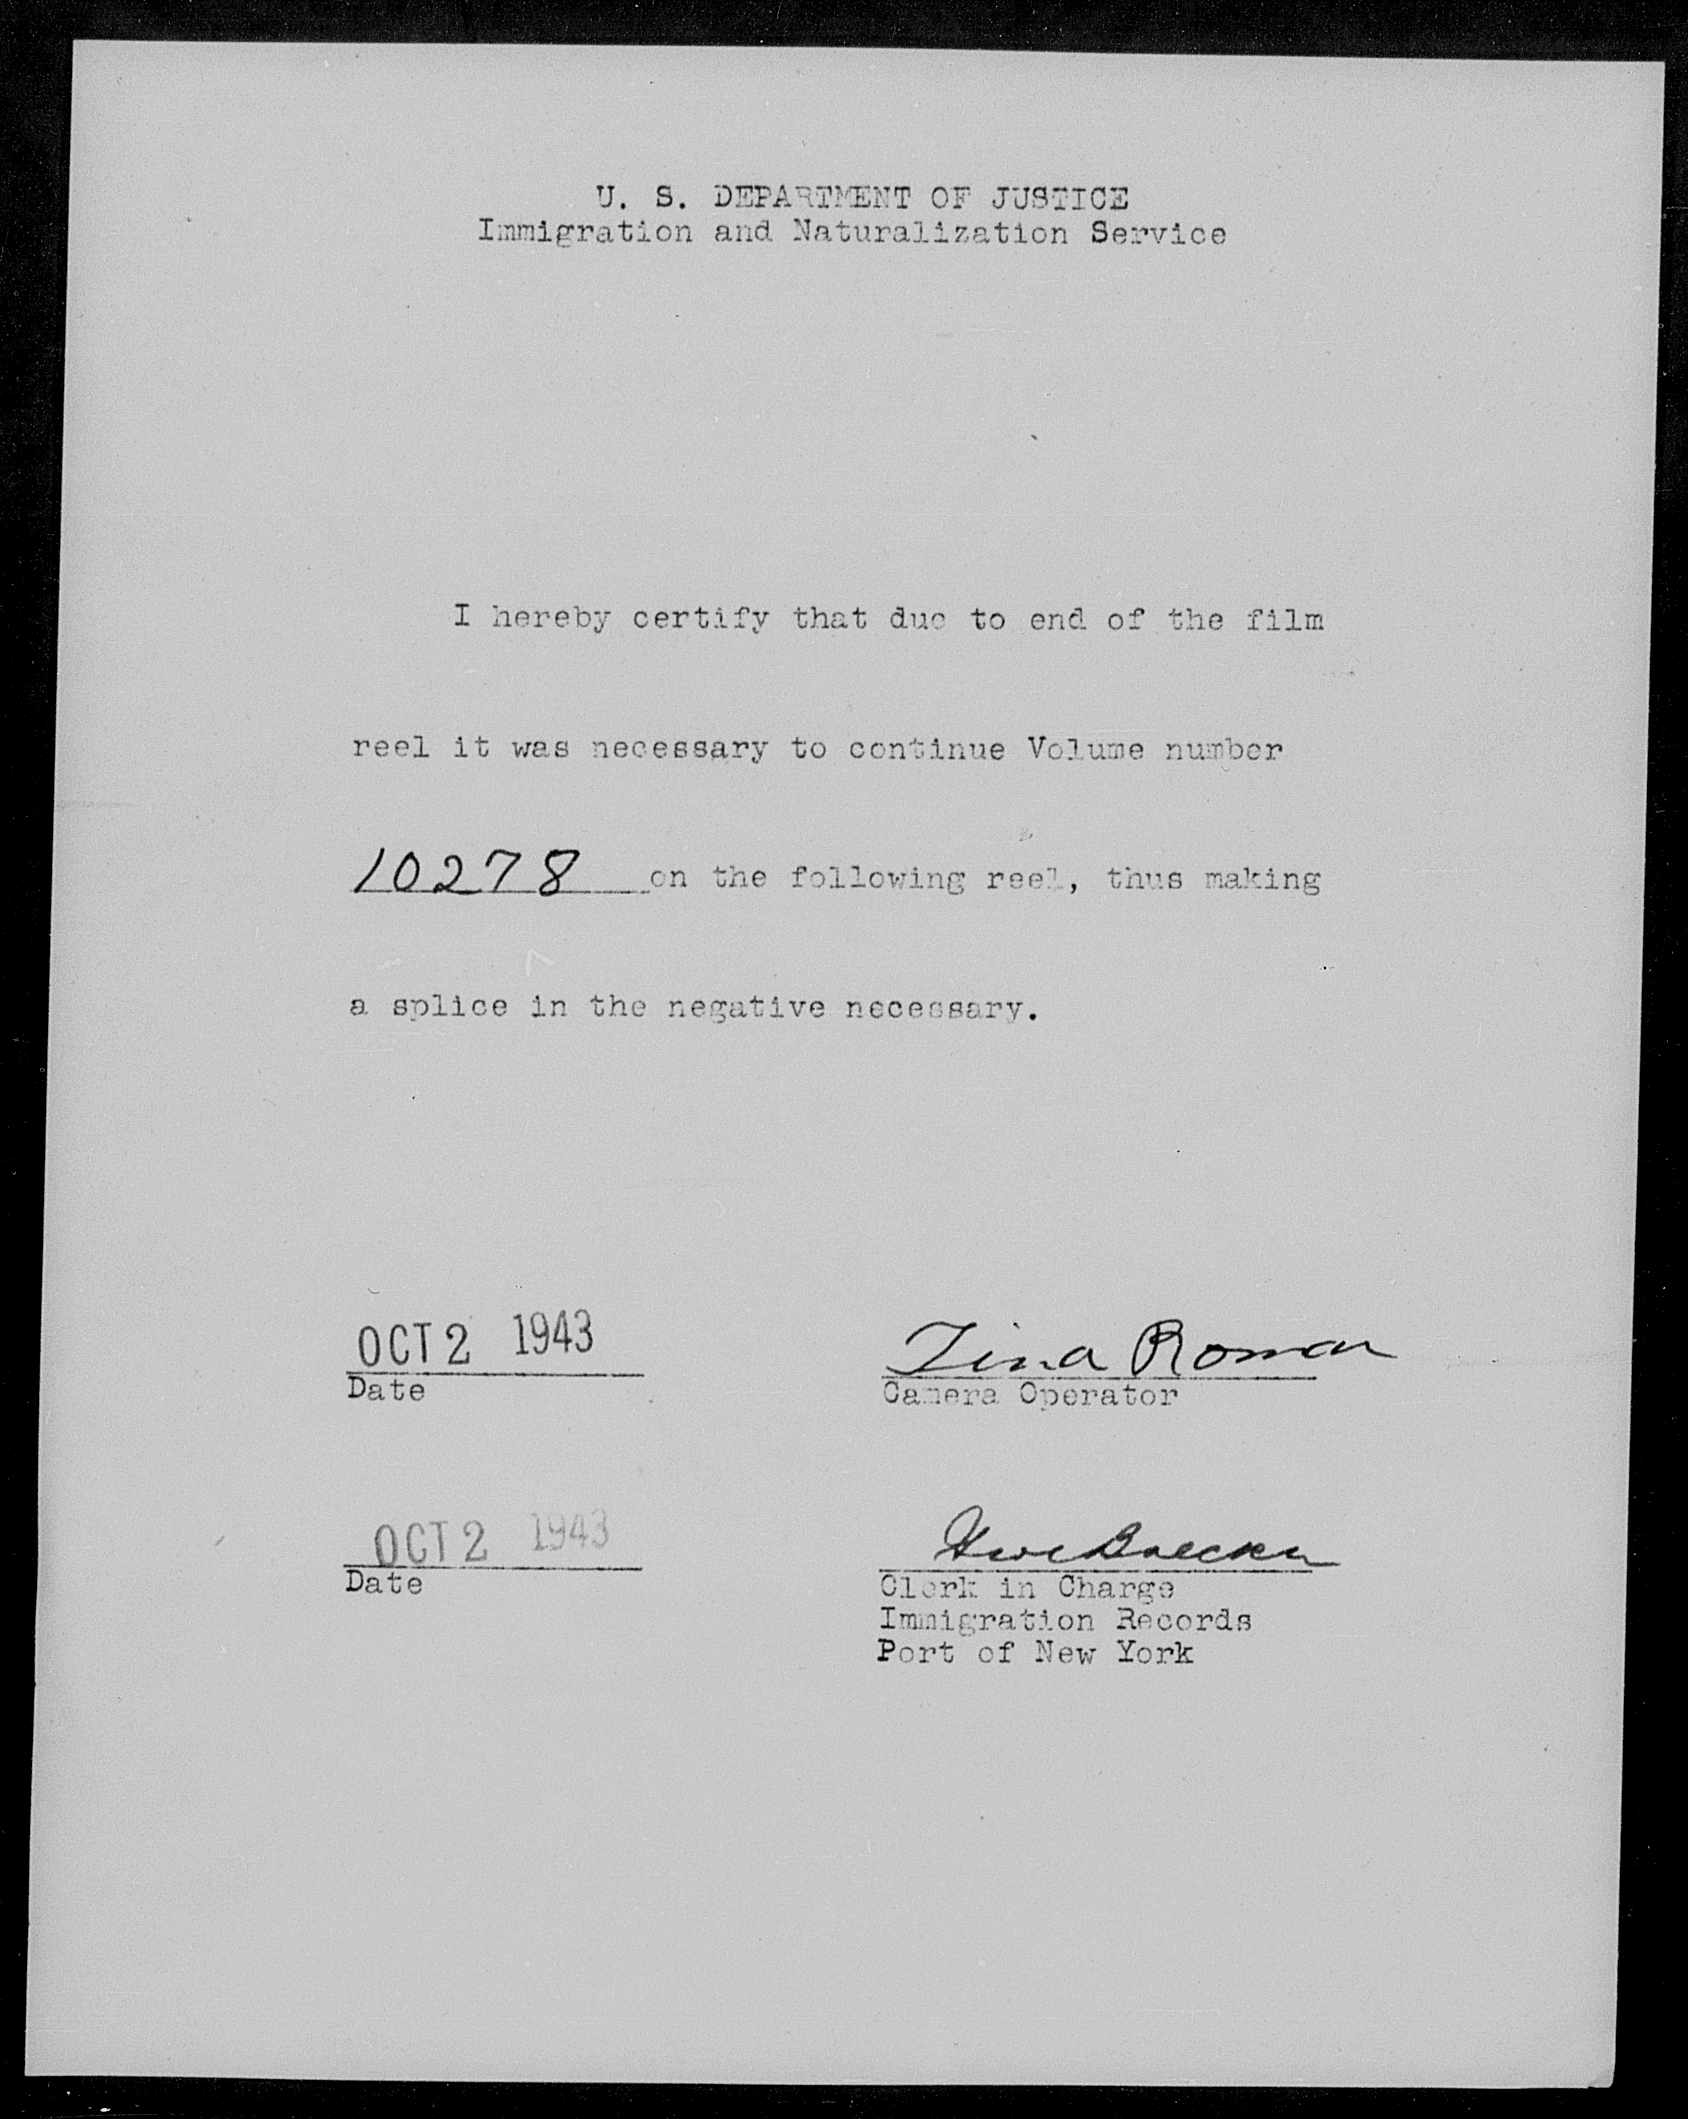 U. S. DEPARTMENT OF JUSTICE
Immigration and Naturalization Service
I hereby certify that due to end of the film
reel it was necessary to continue Volume number
10278 on the following reel, thus making
a splice in the negative necessary.
OCT 2 1943
Date
Tina Roman
Camera Operator
OCT 2 1943
Date
Clerk in Charge
Immigration Records
Port of New York